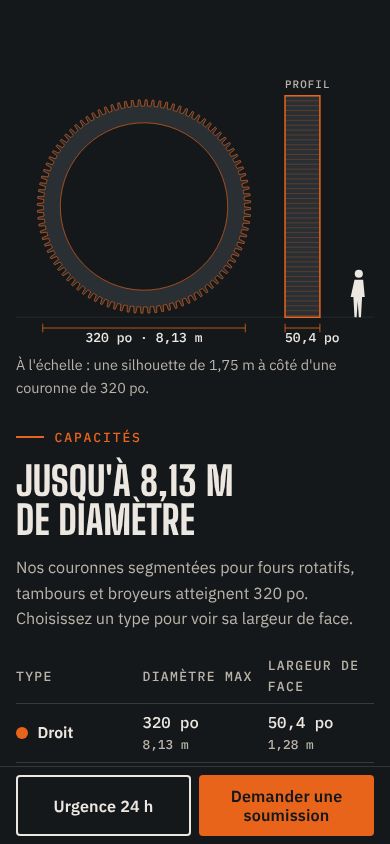 PROFIL
320 po · 8,13 m
50,4 po
À l'échelle : une silhouette de 1,75 m à côté d'une
couronne de 320 po.
CAPACITÉS
JUSQU'À 8,13 M
DE DIAMÈTRE
Nos couronnes segmentées pour fours rotatifs,
tambours et broyeurs atteignent 320 po.
Choisissez un type pour voir sa largeur de face.
TYPE
DIAMÈTRE MAX
LARGEUR DE
FACE
Droit
320 po
50,4 po
8,13 m
1,28 m
Urgence 24 h
Demander une
soumission